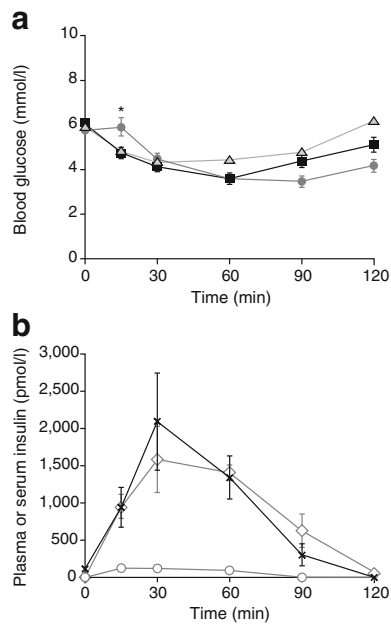 a
Blood glucose (mmol/l)
10
8
6
4
2
0
*
0 30 60 90 120
Time (min)
b
Plasma or serum insulin (pmol/l)
3,000
2,500
2,000
1,500
1,000
500
0
0 30 60 90 120
Time (min)